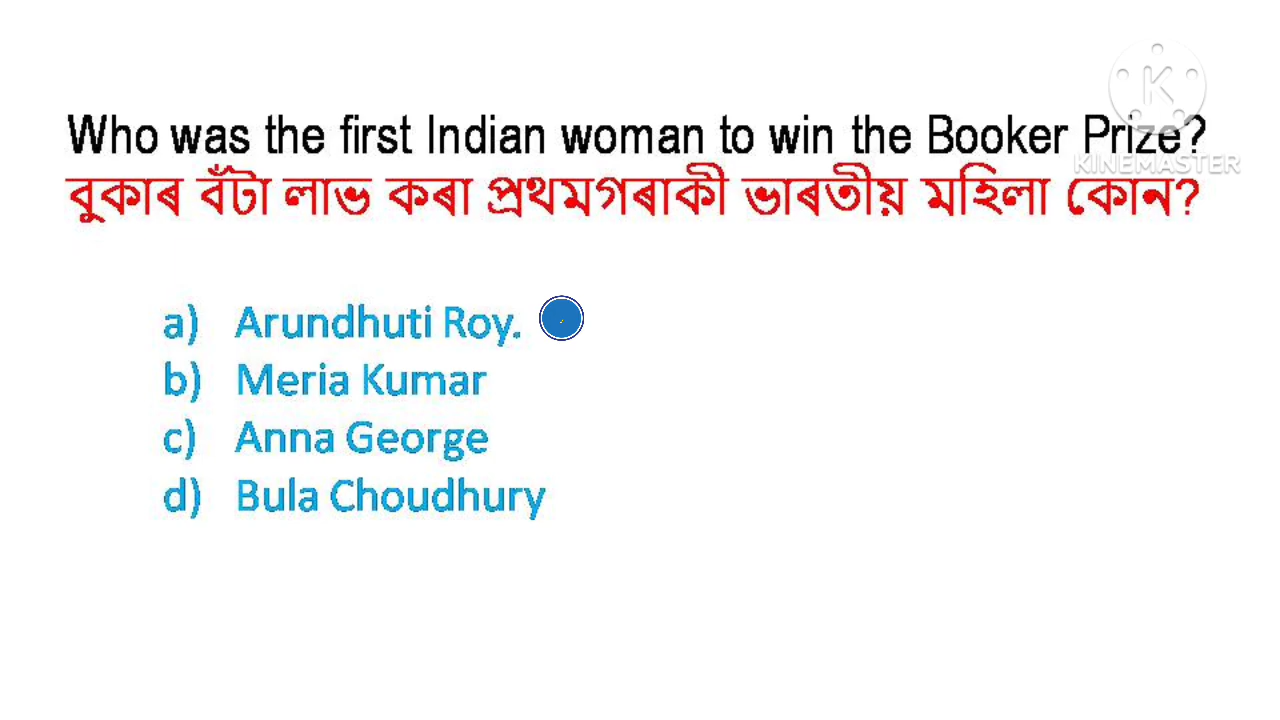 Who was the first Indian woman to win the Booker Prize?
KINEMASTER
বুকাৰ বঁটা লাভ কৰা প্ৰথমগৰাকী ভাৰতীয় মহিলা কোন?
a) Arundhuti Roy.
b) Meria Kumar
c) Anna George
d) Bula Choudhury